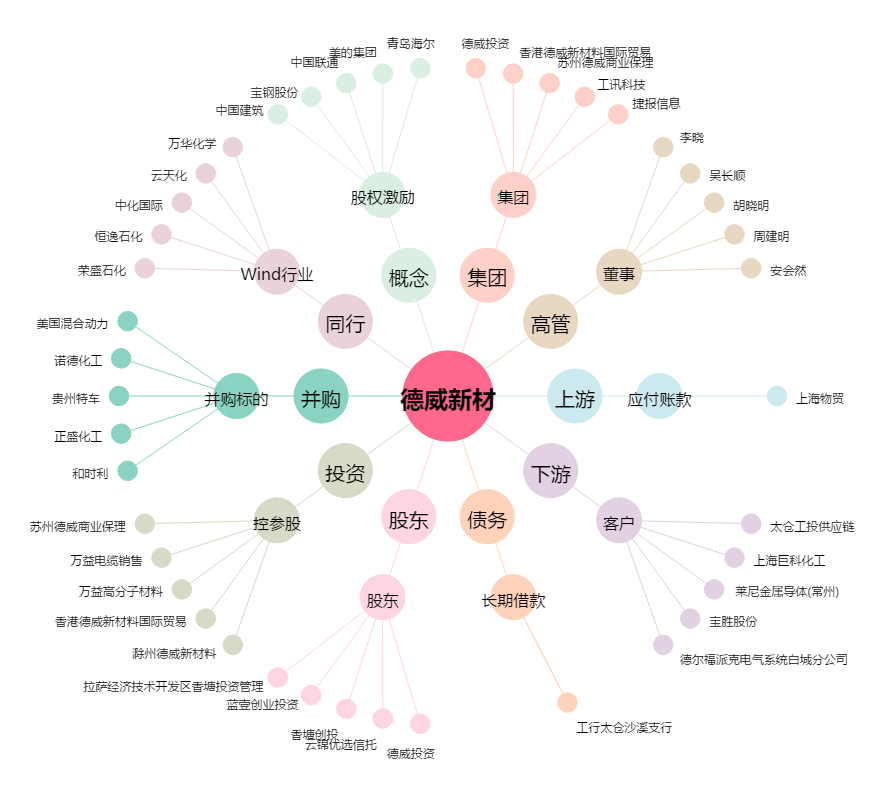 青岛海尔
德威投资
美的集团
香港德威新材料国际贸易
中国联通
苏州德威商业保理
宝钢股份
工讯科技
中国建筑
捷报信息
万华化学
李晓
云天化
吴长顺
股权激励
集团
中化国际
胡晓明
恒逸石化
周建明
荣盛石化
Wind行业
概念
集团
董事
安会然
美国混合动力
同行
高管
诺德化工
贵州特车
并购标的
并购
德威新材
上游
应付账款
上海物贸
正盛化工
和时利
投资
下游
苏州德威商业保理
控参股
股东
债务
客户
太仓工投供应链
万益电缆销售
上海巨科化工
万益高分子材料
莱尼金属导体(常州)
股东
长期借款
香港德威新材料国际贸易
宝胜股份
滁州德威新材料
德尔福派克电气系统白城分公司
拉萨经济技术开发区香塘投资管理
蓝壹创业投资
香塘创投
工行太仓沙溪支行
云锦优选信托
德威投资